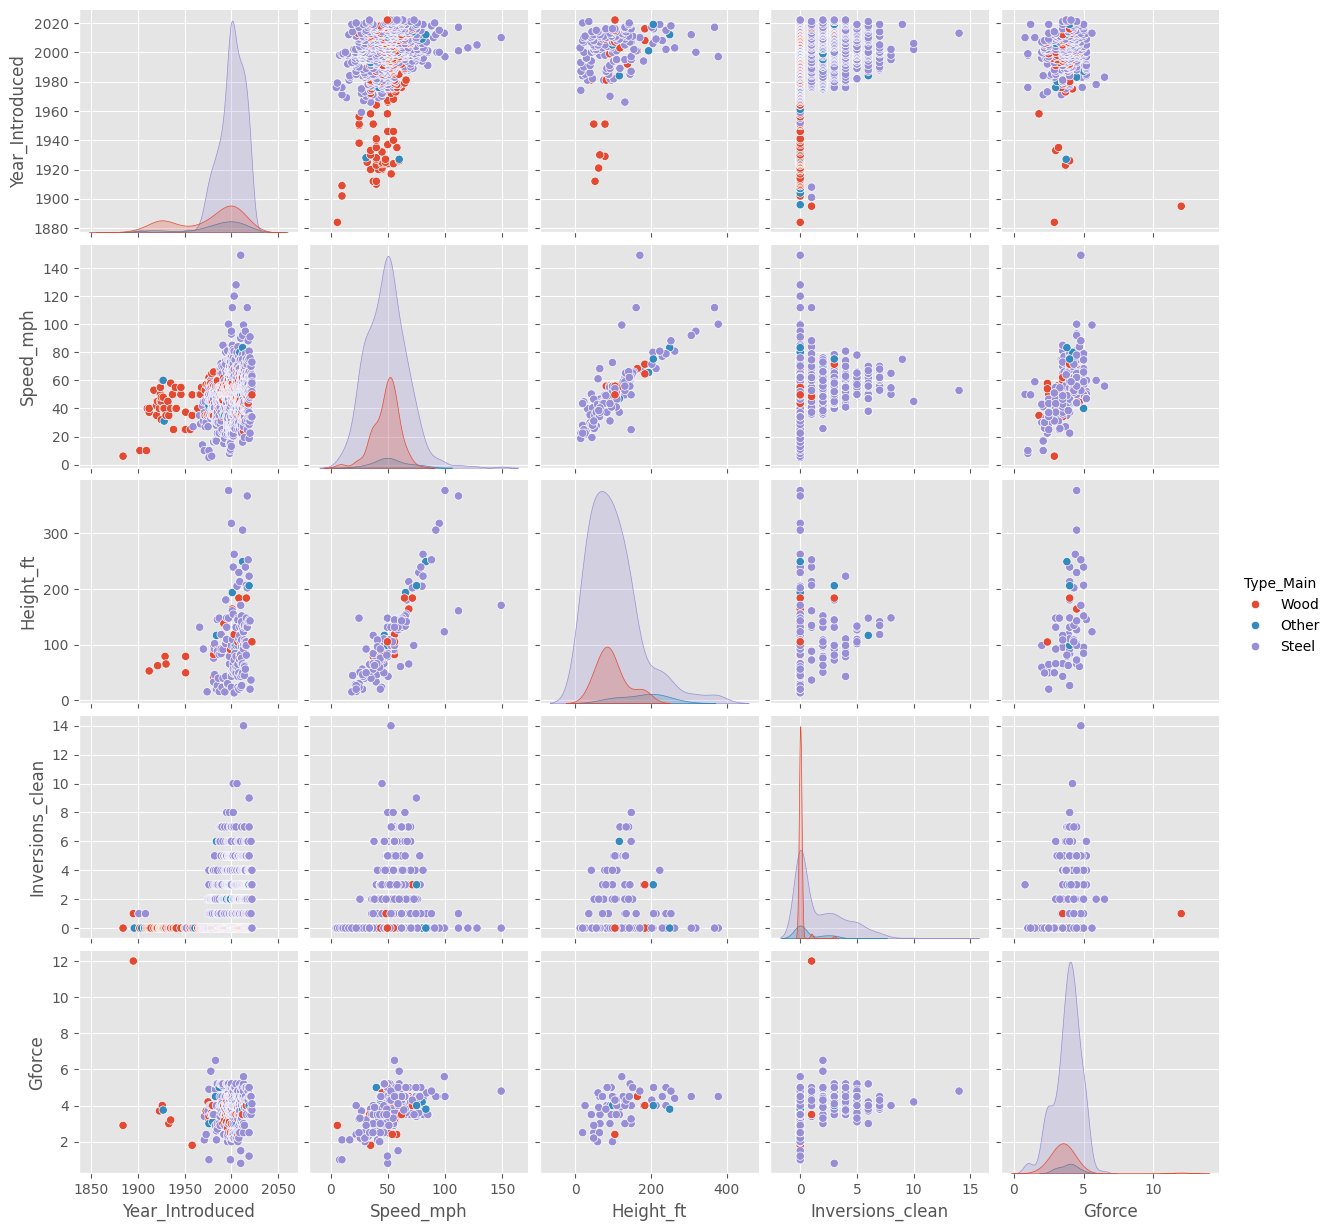 2020
2000
1980
1960
1940
1920
1900
1880
Year_Introduced
140
120
100
80
60
40
20
0
Speed_mph
300
200
100
0
Height_ft
14
12
10
8
6
4
2
0
Inversions_clean
12
10
8
6
4
2
Gforce
1850 1900 1950 2000 2050
Year_Introduced
0 50 100 150
Speed_mph
0 200 400
Height_ft
0 5 10 15
Inversions_clean
0 5 10
Gforce
Type_Main
Wood
Other
Steel